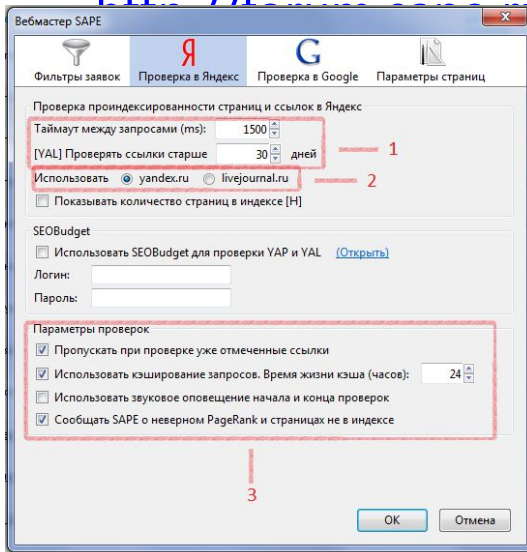 Вебмастер SAPE
Я
G
Фильтры заявок Проверка в Яндекс Проверка в Google Параметры страниц
Проверка проиндексированности страниц и ссылок в Яндекс
Таймаут между запросами (ms): 1500
[YAL] Проверять ссылки старше 30 дней
1
Использовать yandex.ru livejournal.ru
2
Показывать количество страниц в индексе [H]
SEOBudget
Использовать SEOBudget для проверки YAP и YAL (Открыть)
Логин:
Пароль:
Параметры проверок
Пропускать при проверке уже отмеченные ссылки
Использовать кэширование запросов. Время жизни кэша (часов): 24
Использовать звуковое оповещение начала и конца проверок
Сообщать SAPE о неверном PageRank и страницах не в индексе
3
OK Отмена